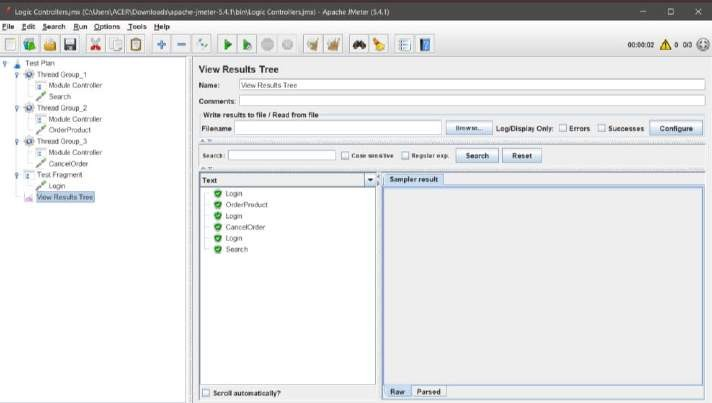 Logic Controllers.jmx (C:\Users\ACER\Downloads\apache-jmeter-5.4.1\bin\Logic Controllers.jmx) - Apache JMeter (5.4.1)
File Edit Search Run Options Tools Help
00:00:02 0 0/3
Test Plan
Thread Group_1
Module Controller
Search
Thread Group_2
Module Controller
OrderProduct
Thread Group_3
Module Controller
CancelOrder
Test Fragment
Login
View Results Tree
View Results Tree
Name: View Results Tree
Comments:
Write results to file / Read from file
Filename Browse... Log/Display Only: Errors Successes Configure
Search: Case sensitive Regular exp. Search Reset
Text
Login
OrderProduct
Login
CancelOrder
Login
Search
Scroll automatically?
Sampler result
Raw Parsed